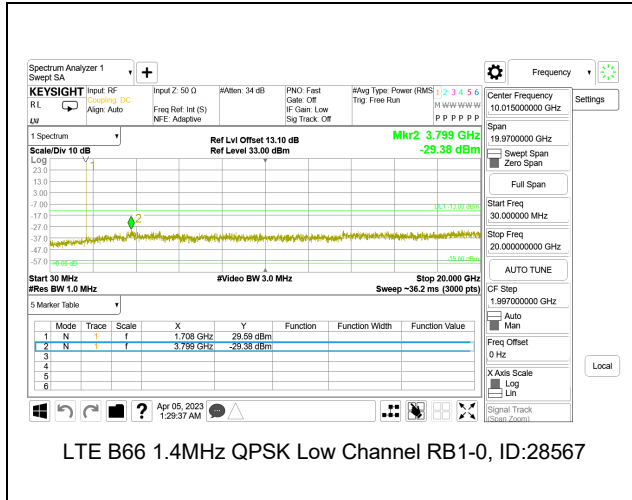 Spectrum Analyzer 1
Swept SA
+
Frequency
KEYSIGHT
Input: RF
Input Z: 50 Ω
#Atten: 34 dB
PNO: Fast
#Avg Type: Power (RMS
1 2 3 4 5 6
RL
Coupling: DC
Gate: Off
Trig: Free Run
Align: Auto
Freq Ref: Int (S)
IF Gain: Low
M W W W W W
NFE: Adaptive
Sig Track: Off
P P P P P P
LXI
Center Frequency
10.015000000 GHz
Settings
1 Spectrum
Ref Lvl Offset 13.10 dB
Mkr2 3.799 GHz
Scale/Div 10 dB
Ref Level 33.00 dBm
-29.38 dBm
Span
19.9700000 GHz
Swept Span
Zero Span
Log
1
23.0
13.0
3.00
-7.00
DL1 -13.00 dBm
-17.0
2
-27.0
-37.0
-47.0
-57.0
Full Span
Start Freq
30.000000 MHz
Stop Freq
20.000000000 GHz
AUTO TUNE
Start 30 MHz
#Video BW 3.0 MHz
Stop 20.000 GHz
#Res BW 1.0 MHz
Sweep ~36.2 ms (3000 pts)
CF Step
1.997000000 GHz
Auto
Man
5 Marker Table
Mode Trace Scale X Y Function Function Width Function Value
1 N 1 f 1.708 GHz 29.59 dBm
2 N 1 f 3.799 GHz -29.38 dBm
3
4
5
6
Freq Offset
0 Hz
X Axis Scale
Log
Lin
Local
Signal Track
(Span Zoom)
?
Apr 05, 2023
1:29:37 AM
LTE B66 1.4MHz QPSK Low Channel RB1-0, ID:28567